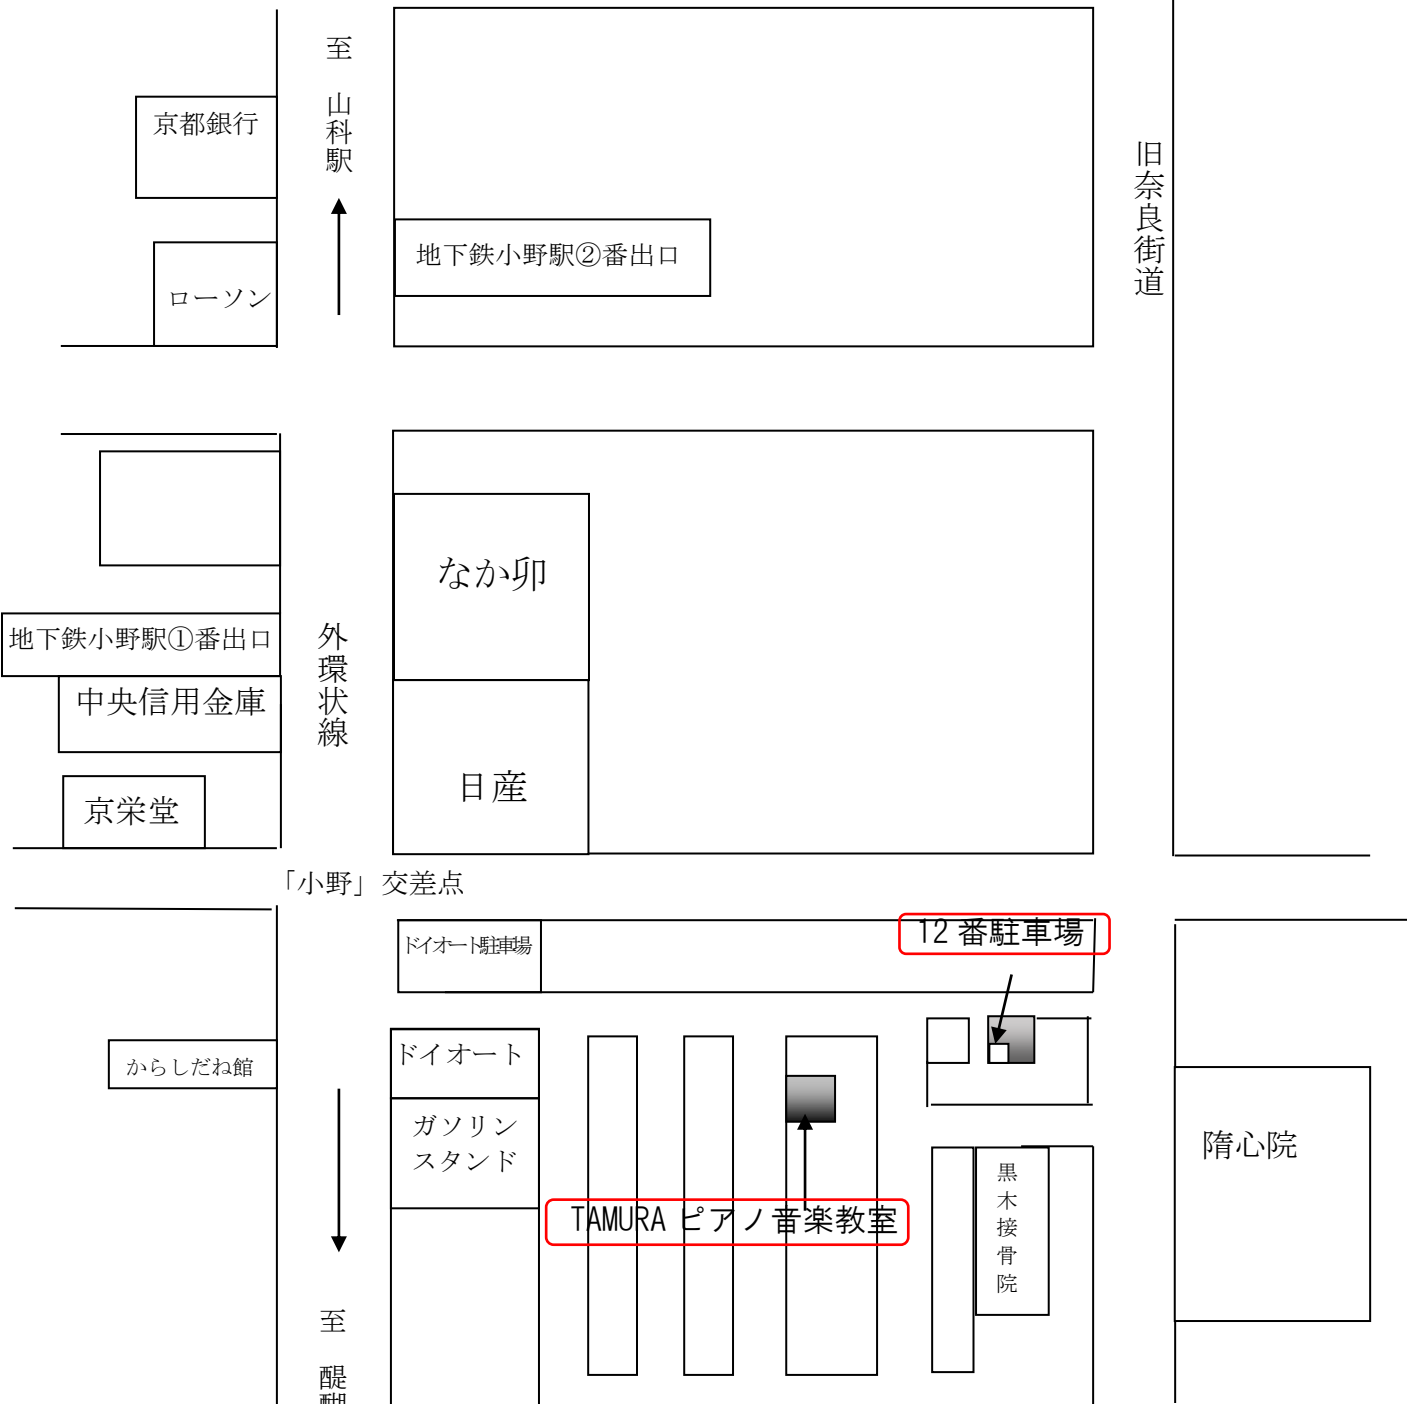 至 山科駅
京都銀行
旧奈良街道
地下鉄小野駅②番出口
ローソン
なか卯
地下鉄小野駅①番出口
外環状線
中央信用金庫
日産
京栄堂
「小野」交差点
12番駐車場
ドイオート駐車場
ドイオート
からしだね館
ガソリン
スタンド
隋心院
黒木接骨院
TAMURA ピアノ音楽教室
至 醍醐